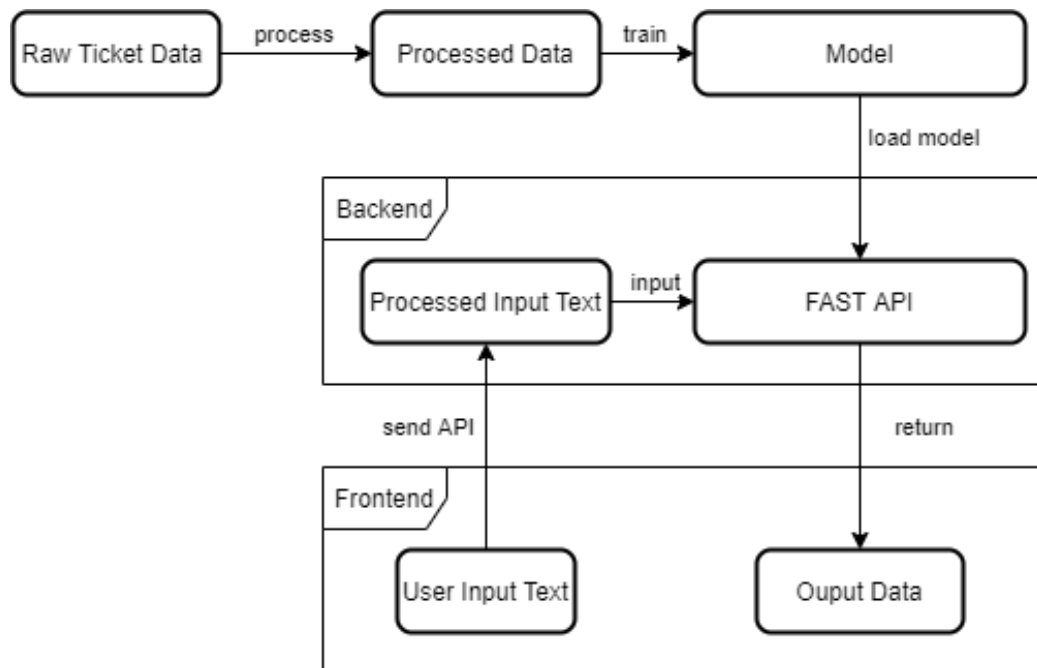 Raw Ticket Data
process
Processed Data
train
Model
load model
Backend
Processed Input Text
input
FAST API
send API
return
Frontend
User Input Text
Ouput Data